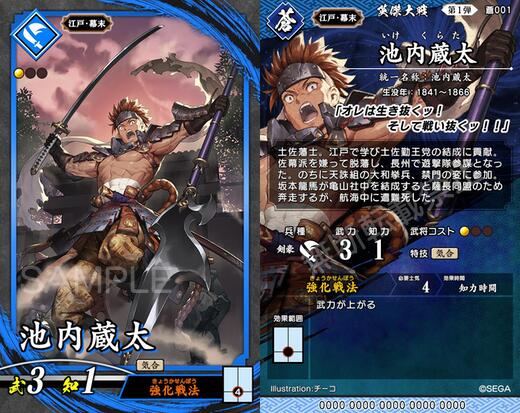 江戸・幕末
SAMPLE
池内蔵太
気合
武3 知1
きょうかせんぽう
強化戦法
4
蒼
江戸・幕末
英傑大戦
第1弾
蒼001
いけ くらた
池内蔵太
統一名称:池内蔵太
生没年:1841〜1866
「オレは生き抜くッ!
そして戦い抜くッ!!」
土佐藩士。江戸で学び土佐勤王党の結成に貢献。
佐幕派を嫌って脱藩し、長州で遊撃隊参謀となっ
た。のちに天誅組の大和挙兵、禁門の変に参加。
坂本龍馬が亀山社中を結成すると薩長同盟のため
奔走するが、航海中に遭難死した。
兵種 武力 知力 武将コスト
剣豪 3 1
特技 気合
きょうかせんぽう 必要士気 効果時間
強化戦法 4 知力時間
武力が上がる
効果範囲
Illustration:チーコ
©SEGA
0000 0000 0000 0000 0000